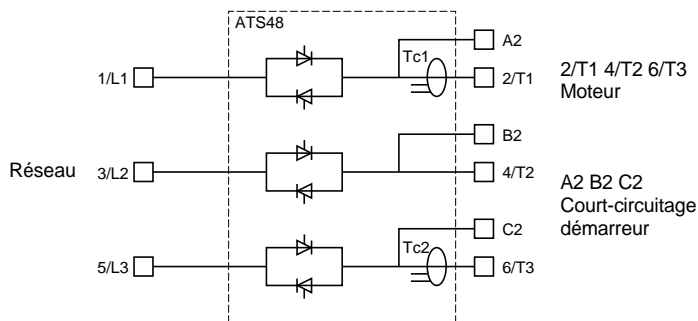 ATS48
A2
Tc1
1/L1
2/T1
2/T1 4/T2 6/T3
Moteur
B2
Réseau
3/L2
4/T2
A2 B2 C2
Court-circuitage
démarreur
C2
Tc2
5/L3
6/T3